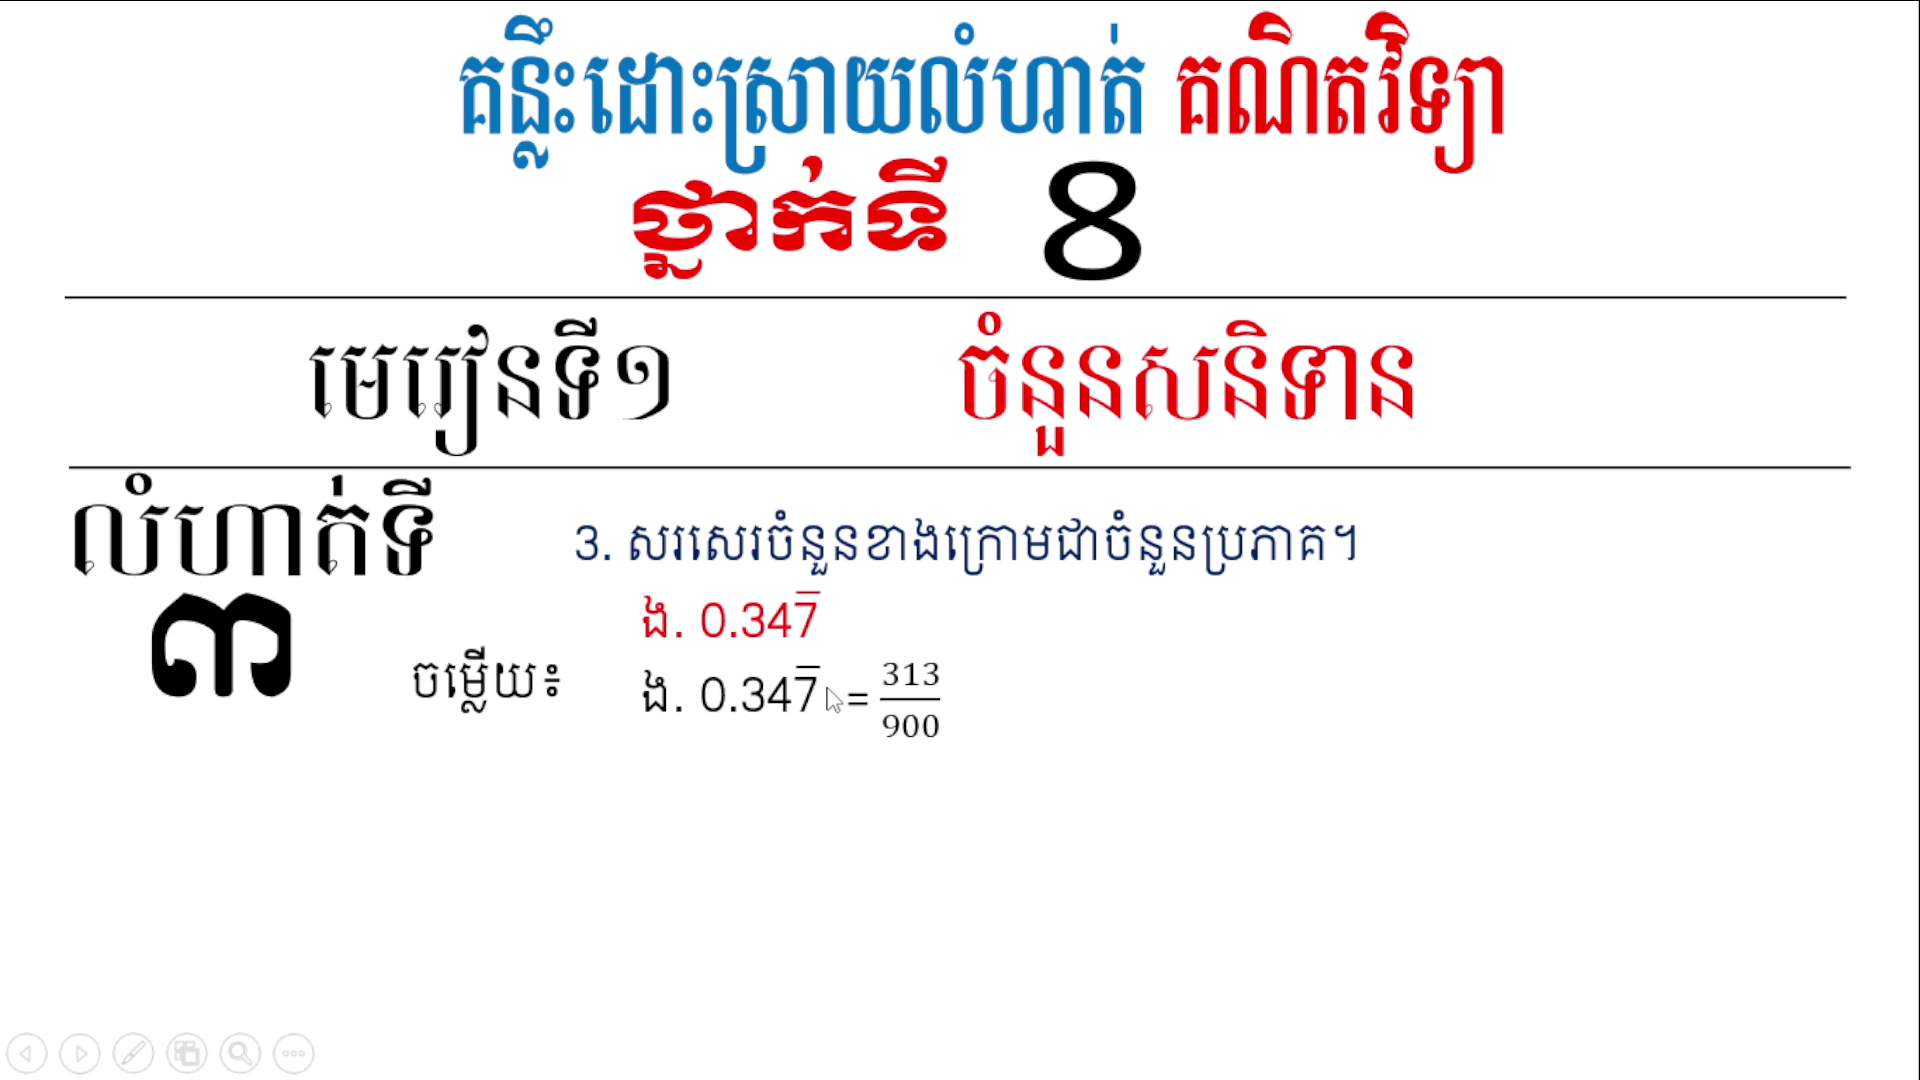 គន្លឹះដោះស្រាយលំហាត់ គណិតវិទ្យា
ថ្នាក់ទី 8
មេរៀនទី១ ចំនួនសនិទាន
លំហាត់ទី
៣
3. សរសេរចំនួនខាងក្រោមជាចំនួនប្រភាគ។
ង. 0.347̅
ចម្លើយ៖ ង. 0.347̅ = 313/900